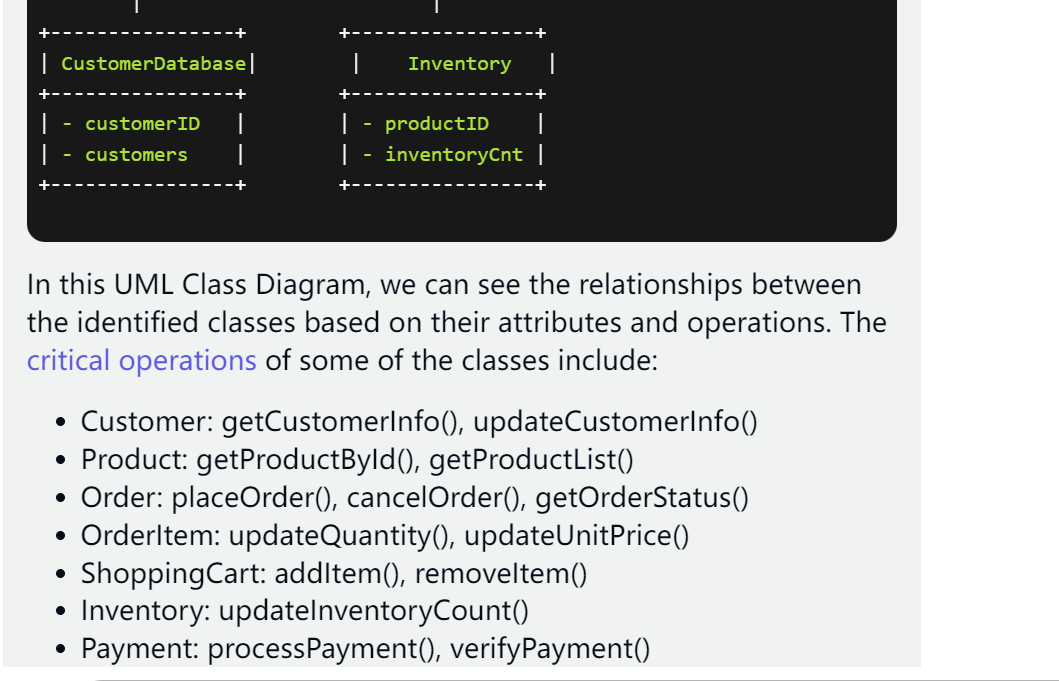 | |
+----------------+ +----------------+
| CustomerDatabase| | Inventory |
+----------------+ +----------------+
| - customerID | | - productID |
| - customers | | - inventoryCnt |
+----------------+ +----------------+
In this UML Class Diagram, we can see the relationships between
the identified classes based on their attributes and operations. The
critical operations of some of the classes include:
• Customer: getCustomerInfo(), updateCustomerInfo()
• Product: getProductById(), getProductList()
• Order: placeOrder(), cancelOrder(), getOrderStatus()
• OrderItem: updateQuantity(), updateUnitPrice()
• ShoppingCart: addItem(), removeItem()
• Inventory: updateInventoryCount()
• Payment: processPayment(), verifyPayment()